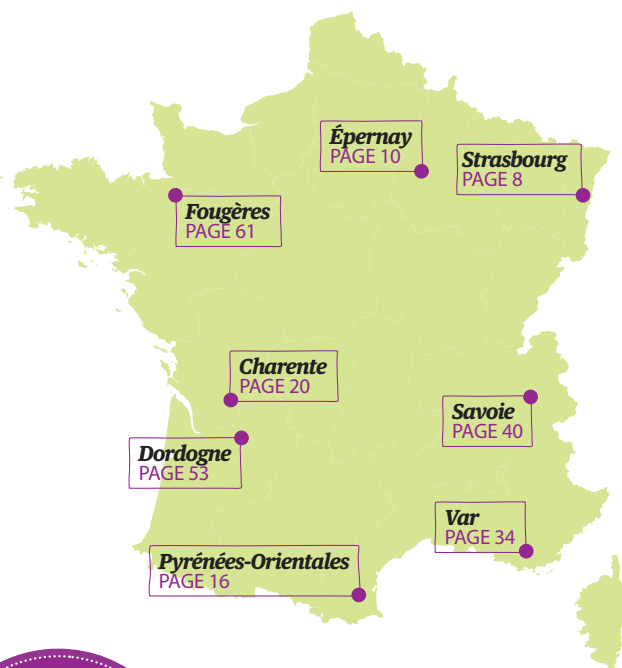 Épernay
PAGE 10
Strasbourg
PAGE 8
Fougères
PAGE 61
Charente
PAGE 20
Savoie
PAGE 40
Dordogne
PAGE 53
Var
PAGE 34
Pyrénées-Orientales
PAGE 16